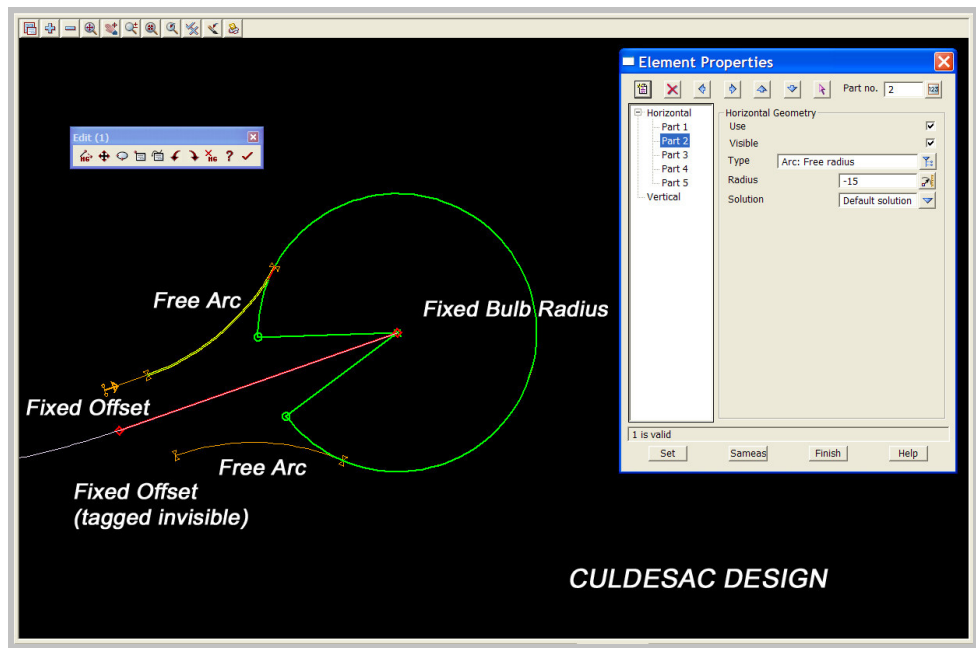 Element Properties
Part no. 2
Horizontal
Part 1
Part 2
Part 3
Part 4
Part 5
Vertical
Horizontal Geometry
Use
Visible
Type Arc: Free radius
Radius -15
Solution Default solution
1 is valid
Set Sameas Finish Help
Edit (1)
HG HG ?
Free Arc
Fixed Bulb Radius
Fixed Offset
Free Arc
Fixed Offset
(tagged invisible)
CULDESAC DESIGN